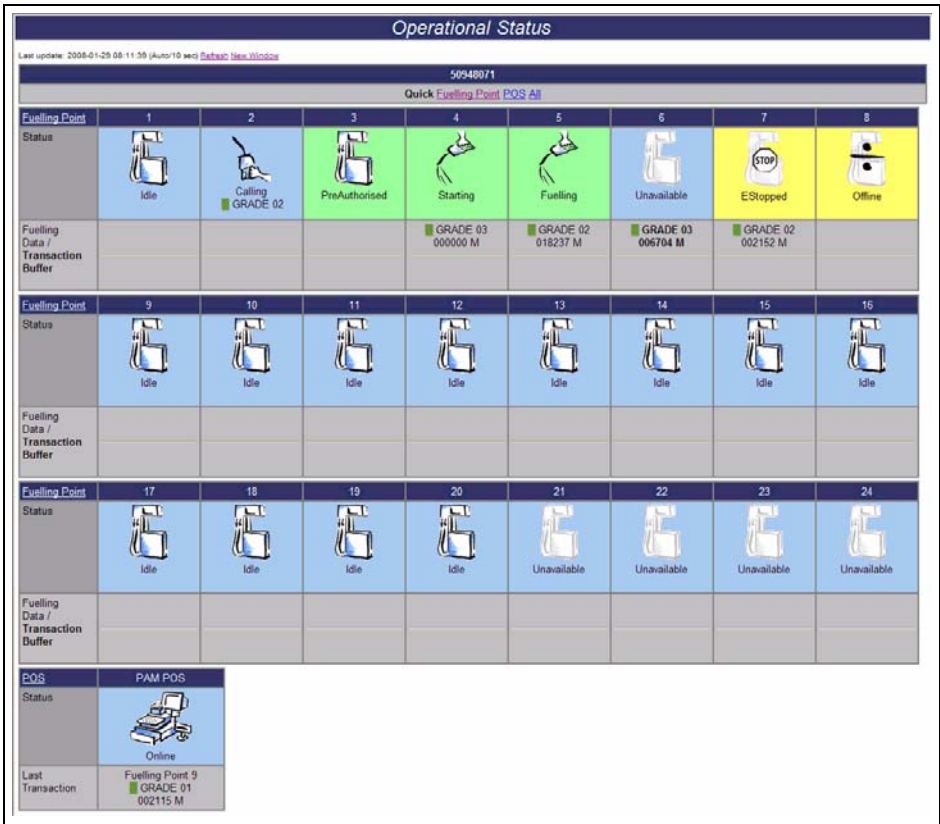 Operational Status
Last update: 2008-01-29 08:11:39 (Auto/10 sec) Refresh New Window
50948071
Quick Fuelling Point POS All
Fuelling Point 1 2 3 4 5 6 7 8
Status
STOP
Idle Calling PreAuthorised Starting Fuelling Unavailable EStopped Offline
GRADE 02
Fuelling GRADE 03 GRADE 02 GRADE 03 GRADE 02
Data / 000000 M 018237 M 006704 M 002152 M
Transaction
Buffer
Fuelling Point 9 10 11 12 13 14 15 16
Status
Idle Idle Idle Idle Idle Idle Idle Idle
Fuelling
Data /
Transaction
Buffer
Fuelling Point 17 18 19 20 21 22 23 24
Status
Idle Idle Idle Idle Unavailable Unavailable Unavailable Unavailable
Fuelling
Data /
Transaction
Buffer
POS PAM POS
Status
Online
Last Fuelling Point 9
Transaction GRADE 01
002115 M